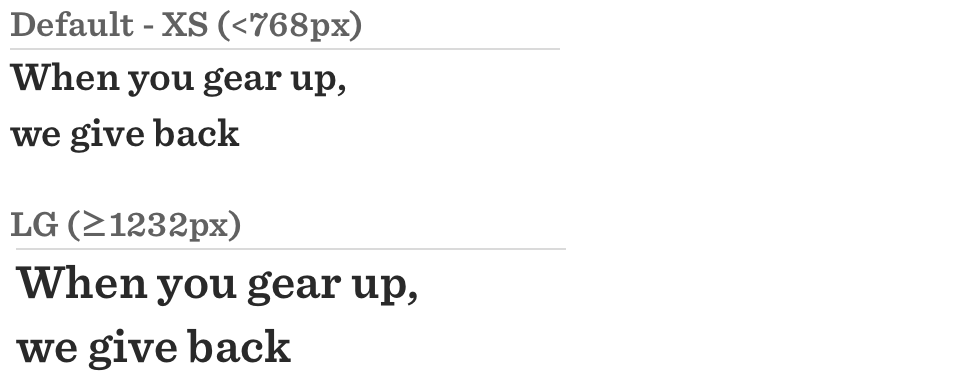 Default - XS (<768px)
When you gear up,
we give back
LG (≥1232px)
When you gear up,
we give back